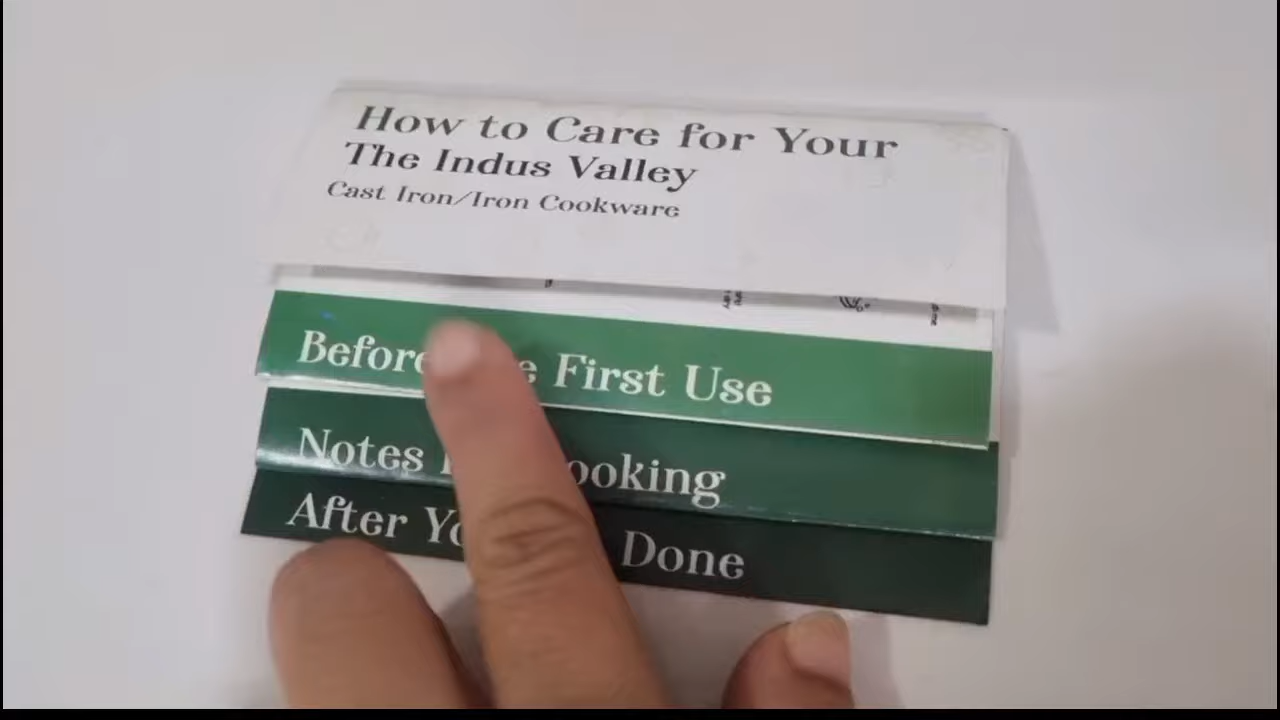 How to Care for Your
The Indus Valley
Cast Iron/Iron Cookware
Before First Use
Notes
After Done